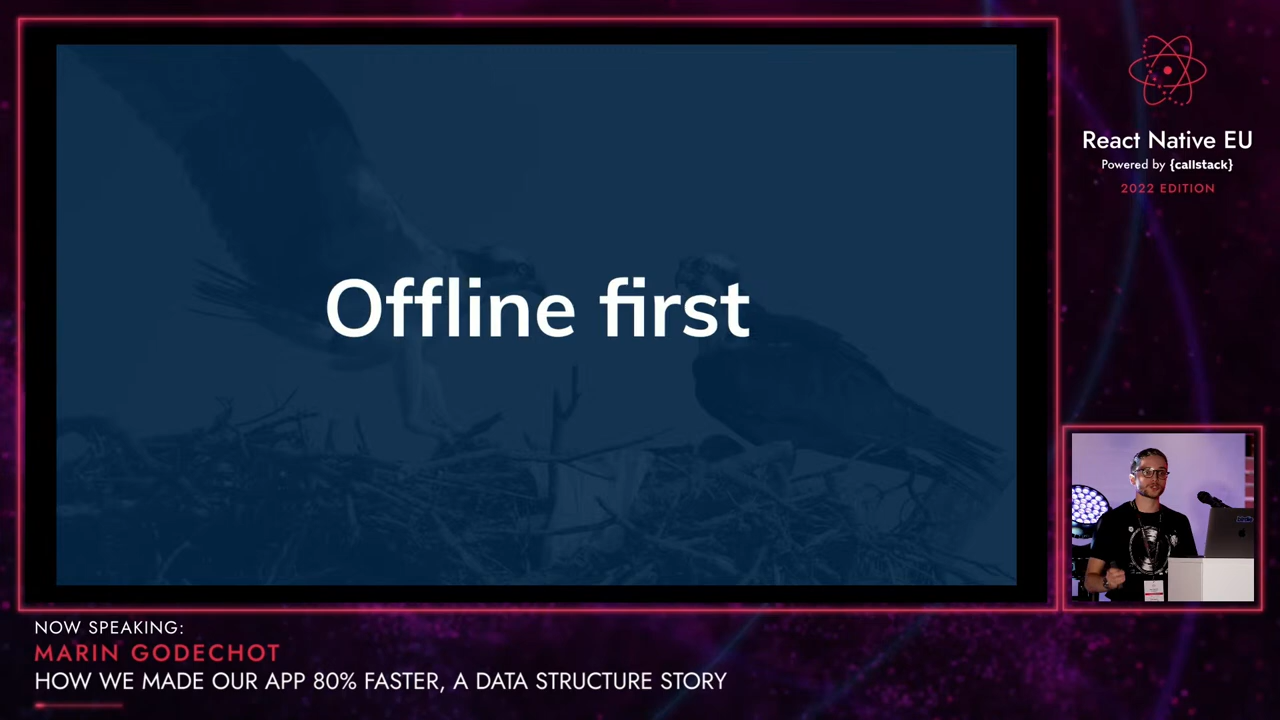 Offline first
React Native EU
Powered by {callstack}
2022 EDITION
NOW SPEAKING:
MARIN GODECHOT
HOW WE MADE OUR APP 80% FASTER, A DATA STRUCTURE STORY